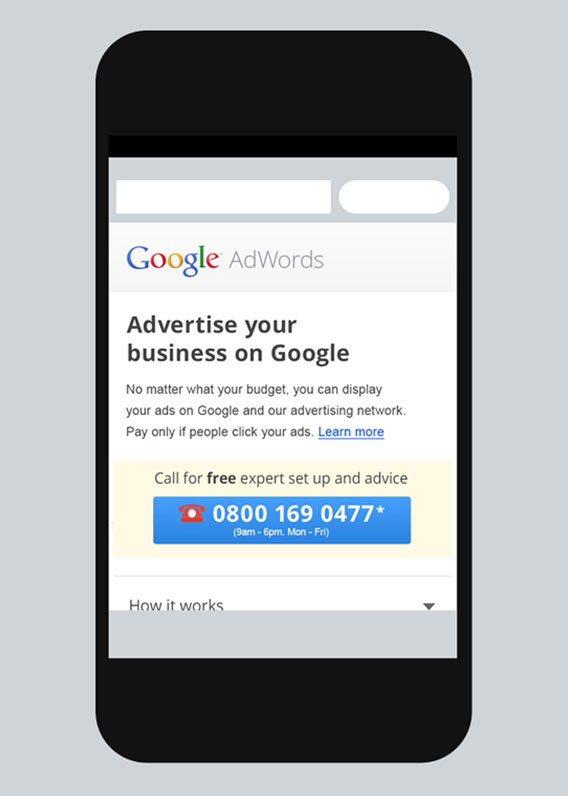 Google AdWords
Advertise your
business on Google
No matter what your budget, you can display
your ads on Google and our advertising network.
Pay only if people click your ads. Learn more
Call for free expert set up and advice
☎ 0800 169 0477*
(9am - 6pm. Mon - Fri)
How it works